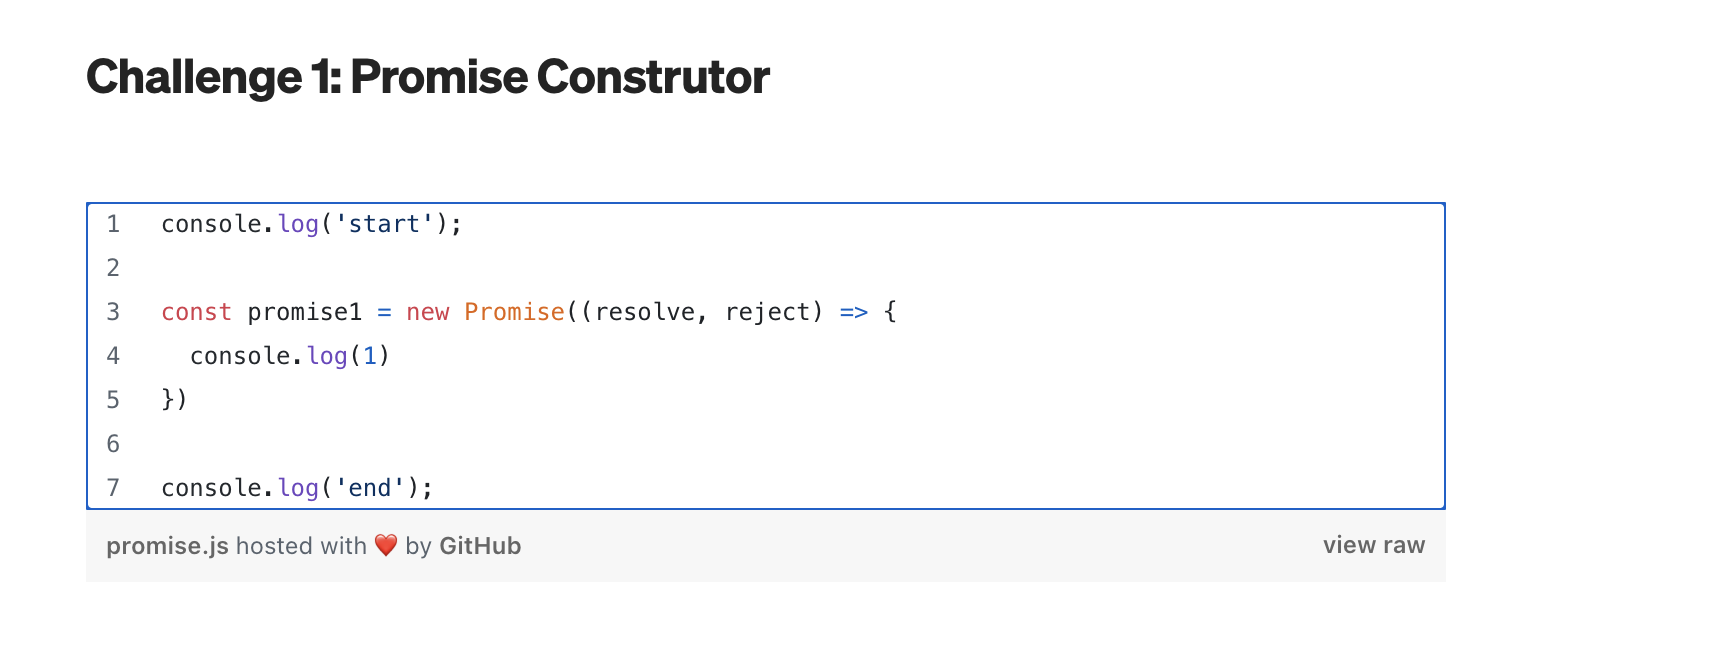 Challenge 1: Promise Construtor
1 console.log('start');
2
3 const promise1 = new Promise((resolve, reject) => {
4   console.log(1)
5 })
6
7 console.log('end');
promise.js hosted with ❤ by GitHub
view raw